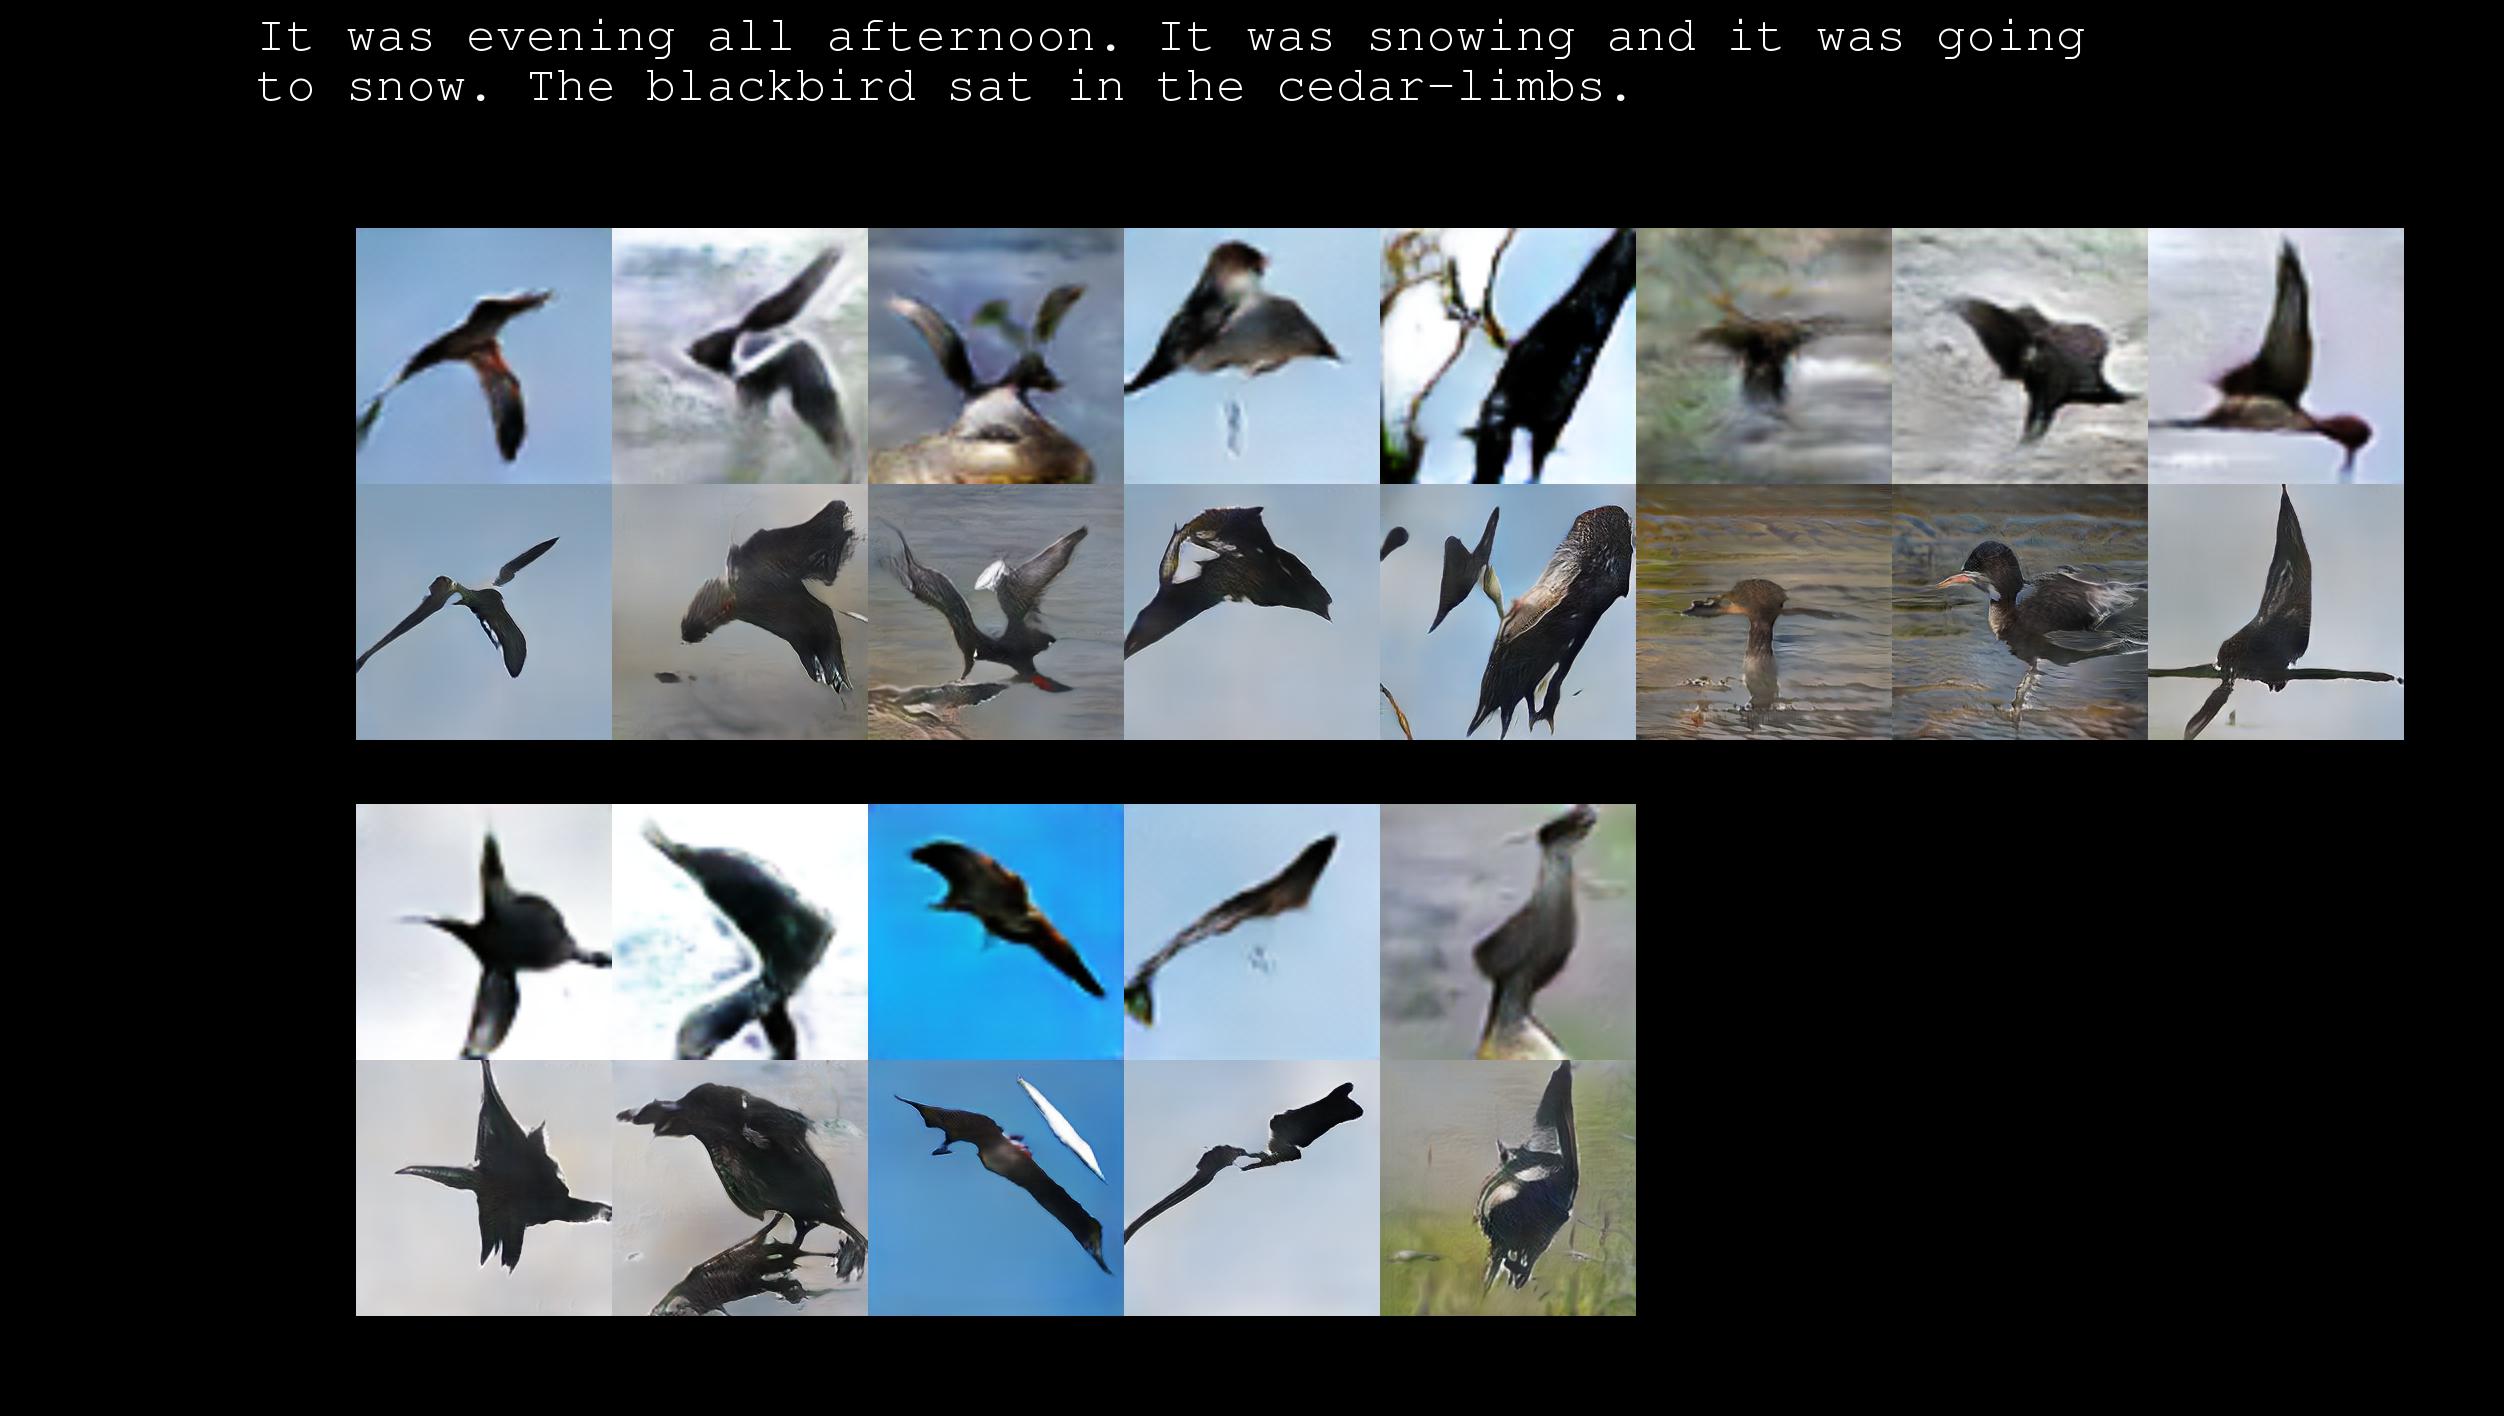 It was evening all afternoon. It was snowing and it was going
to snow. The blackbird sat in the cedar-limbs.